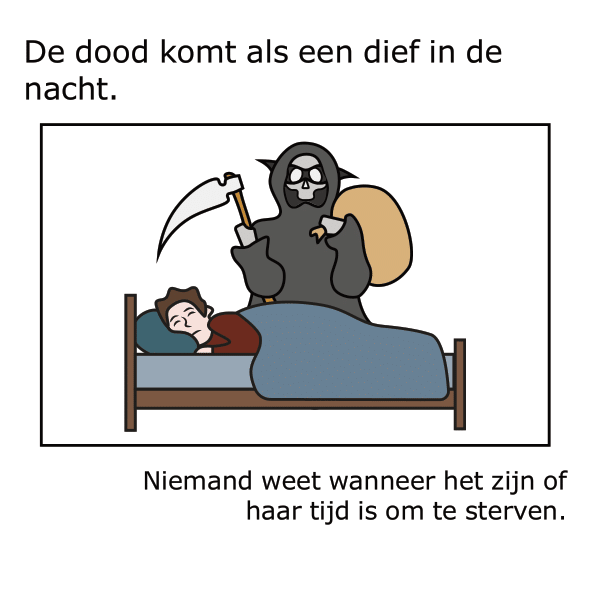 De dood komt als een dief in de
nacht.
Niemand weet wanneer het zijn of
haar tijd is om te sterven.